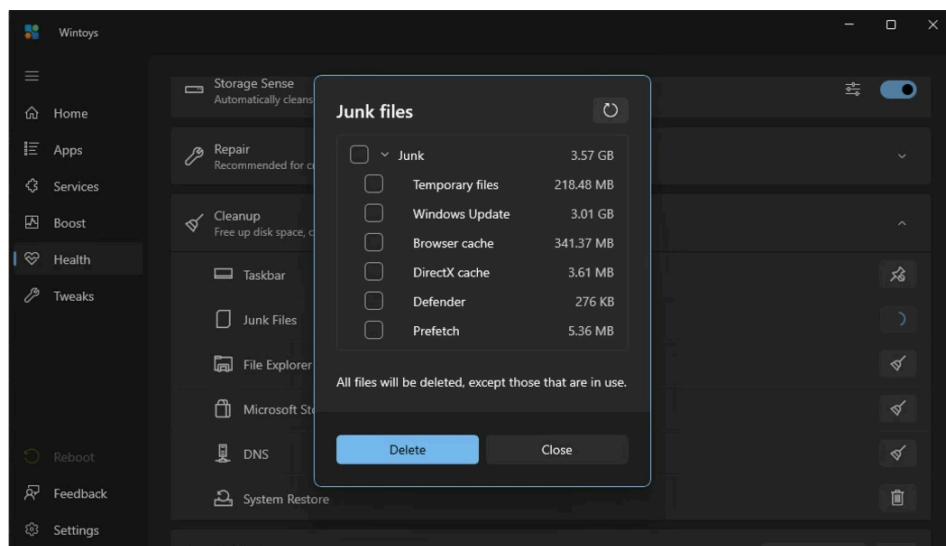 Wintoys
Home
Apps
Services
Boost
Health
Tweaks
Reboot
Feedback
Settings
Storage Sense
Automatically cleans
Repair
Recommended for
Cleanup
Free up disk space,
Taskbar
Junk Files
File Explorer
Microsoft Sto
DNS
System Restore
Junk files
Junk 3.57 GB
Temporary files 218.48 MB
Windows Update 3.01 GB
Browser cache 341.37 MB
DirectX cache 3.61 MB
Defender 276 KB
Prefetch 5.36 MB
All files will be deleted, except those that are in use.
Delete Close